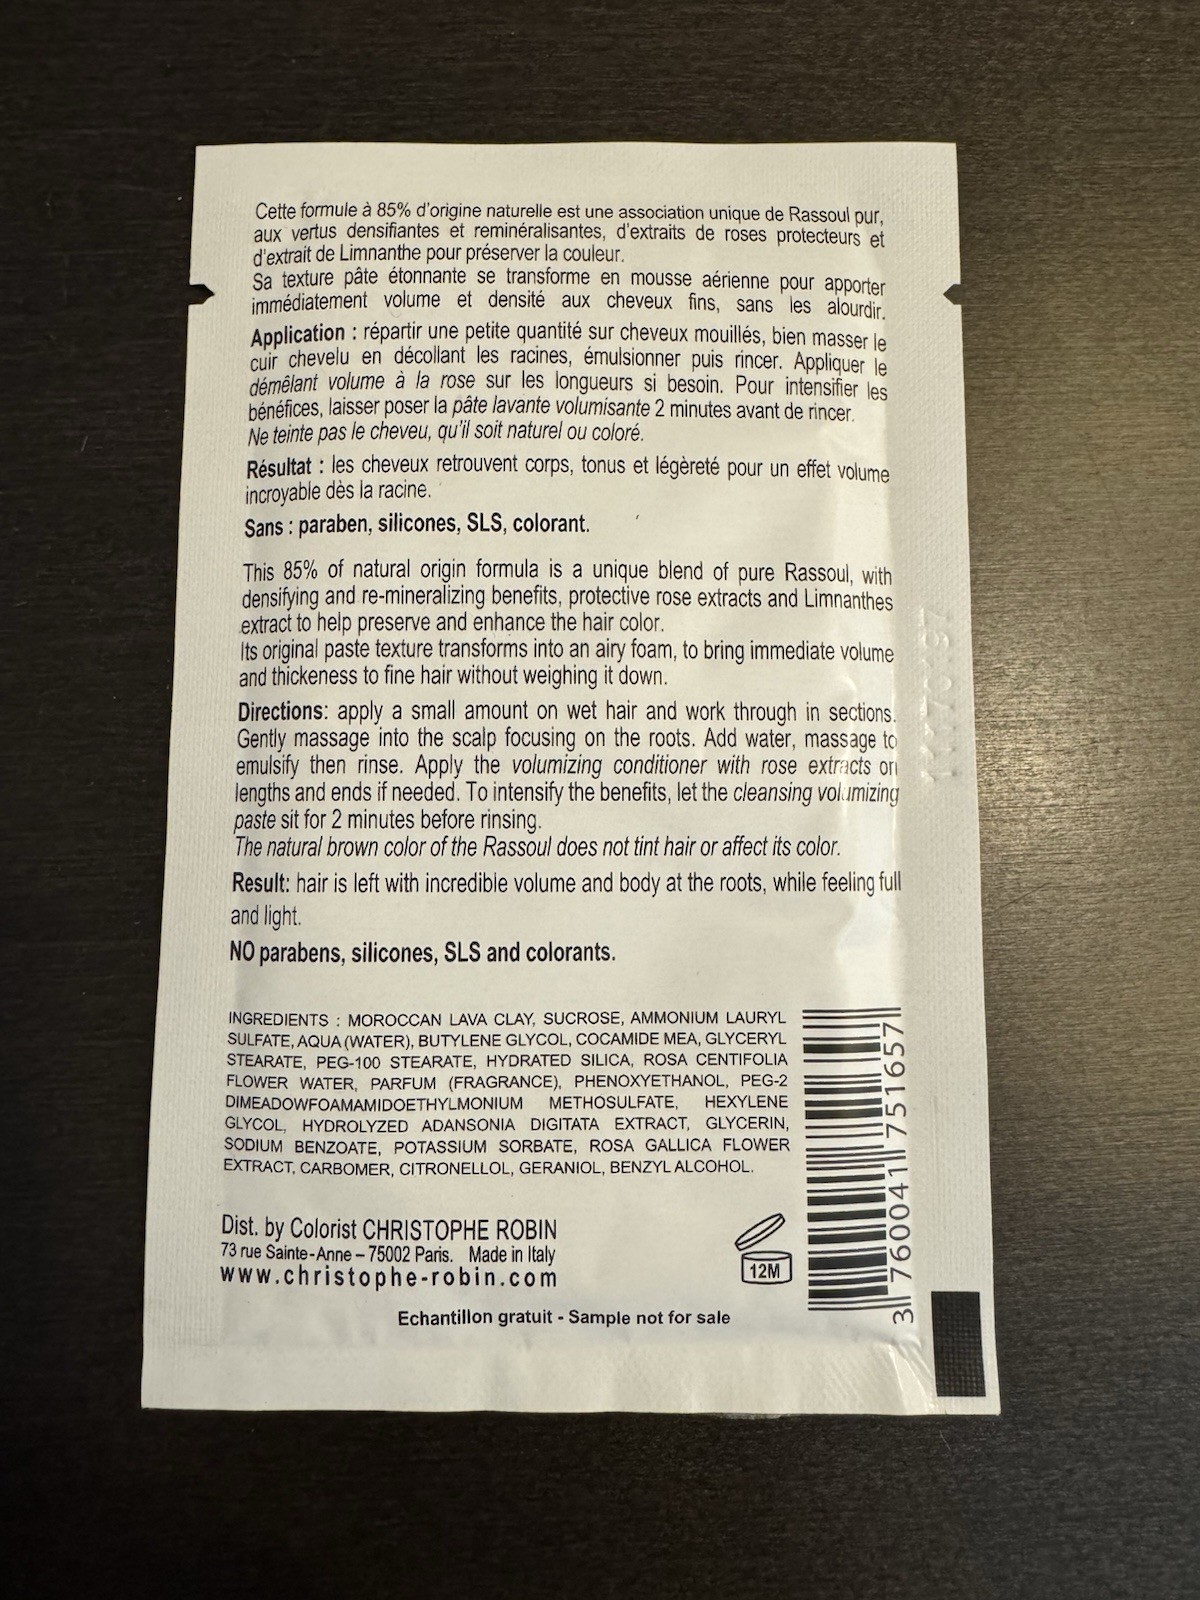 Cette formule à 85% d'origine naturelle est une association unique de Rassoul pur,
aux vertus densifiantes et reminéralisantes, d'extraits de roses protecteurs et
d'extrait de Limnanthe pour préserver la couleur.
Sa texture pâte étonnante se transforme en mousse aérienne pour apporter
immédiatement volume et densité aux cheveux fins, sans les alourdir.
Application : répartir une petite quantité sur cheveux mouillés, bien masser le
cuir chevelu en décollant les racines, émulsionner puis rincer. Appliquer le
démêlant volume à la rose sur les longueurs si besoin. Pour intensifier les
bénéfices, laisser poser la pâte lavante volumisante 2 minutes avant de rincer.
Ne teinte pas le cheveu, qu'il soit naturel ou coloré.
Résultat : les cheveux retrouvent corps, tonus et légèreté pour un effet volume
incroyable dès la racine.
Sans : paraben, silicones, SLS, colorant.
This 85% of natural origin formula is a unique blend of pure Rassoul, with
densifying and re-mineralizing benefits, protective rose extracts and Limnanthes
extract to help preserve and enhance the hair color.
Its original paste texture transforms into an airy foam, to bring immediate volume
and thickness to fine hair without weighing it down.
Directions: apply a small amount on wet hair and work through in sections.
Gently massage into the scalp focusing on the roots. Add water, massage to
emulsify then rinse. Apply the volumizing conditioner with rose extracts on
lengths and ends if needed. To intensify the benefits, let the cleansing volumizing
paste sit for 2 minutes before rinsing.
The natural brown color of the Rassoul does not tint hair or affect its color.
Result: hair is left with incredible volume and body at the roots, while feeling full
and light.
NO parabens, silicones, SLS and colorants.
INGREDIENTS : MOROCCAN LAVA CLAY, SUCROSE, AMMONIUM LAURYL
SULFATE, AQUA (WATER), BUTYLENE GLYCOL, COCAMIDE MEA, GLYCERYL
STEARATE, PEG-100 STEARATE, HYDRATED SILICA, ROSA CENTIFOLIA
FLOWER WATER, PARFUM (FRAGRANCE), PHENOXYETHANOL, PEG-2
DIMEADOWFOAMAMIDOETHYLMONIUM METHOSULFATE, HEXYLENE
GLYCOL, HYDROLYZED ADANSONIA DIGITATA EXTRACT, GLYCERIN,
SODIUM BENZOATE, POTASSIUM SORBATE, ROSA GALLICA FLOWER
EXTRACT, CARBOMER, CITRONELLOL, GERANIOL, BENZYL ALCOHOL.
Dist. by Colorist CHRISTOPHE ROBIN
73 rue Sainte-Anne – 75002 Paris. Made in Italy
www.christophe-robin.com
12M
Echantillon gratuit - Sample not for sale
3 760041 751657